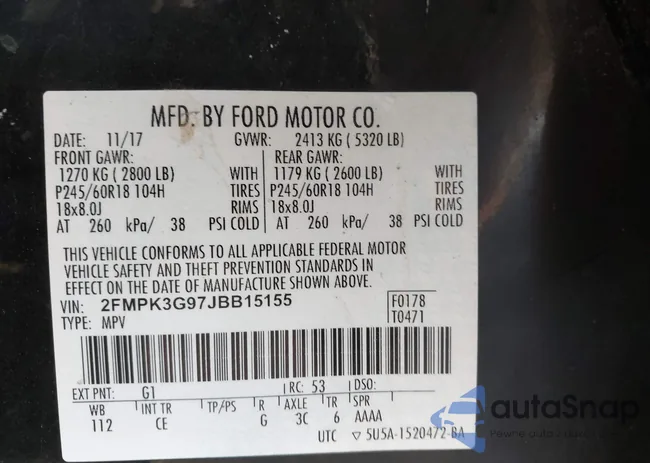 MFD. BY FORD MOTOR CO.
DATE: 11/17 GVWR: 2413 KG ( 5320 LB)
FRONT GAWR: REAR GAWR:
1270 KG ( 2800 LB) WITH 1179 KG ( 2600 LB) WITH
P245/60R18 104H TIRES P245/60R18 104H TIRES
18x8.0J RIMS 18x8.0J RIMS
AT 260 kPa/ 38 PSI COLD AT 260 kPa/ 38 PSI COLD
THIS VEHICLE CONFORMS TO ALL APPLICABLE FEDERAL MOTOR
VEHICLE SAFETY AND THEFT PREVENTION STANDARDS IN
EFFECT ON THE DATE OF MANUFACTURE SHOWN ABOVE.
VIN: 2FMPK3G97JBB15155 F0178
TYPE: MPV T0471
EXT PNT: G1 RC: 53 DSO:
WB INT TR TP/PS R AXLE TR SPR
112 CE G 3C 6 AAAA
UTC ▽ 5U5A-1520472-BA
autaSnap
Pewne auta z USA